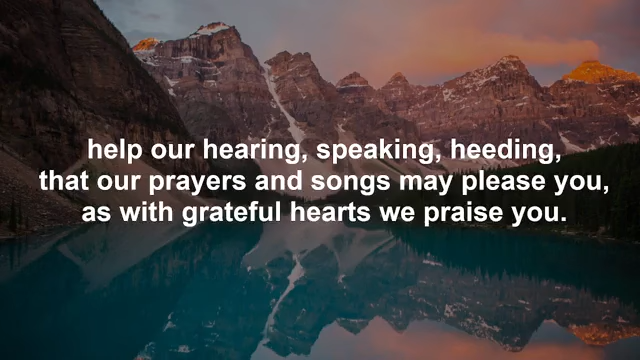 help our hearing, speaking, heeding,
that our prayers and songs may please you,
as with grateful hearts we praise you.